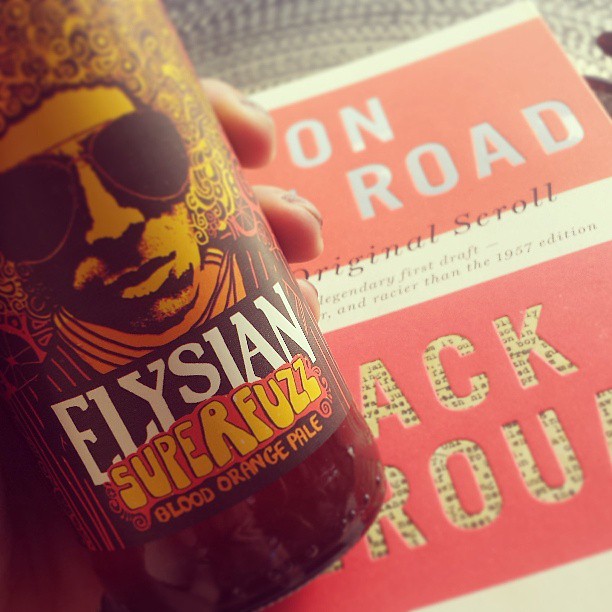 ON
ROAD
Original Scroll
legendary first draft —
r, and racier than the 1957 edition
ACK
ROUA
ELYSIAN
SUPERFUZZ
BLOOD ORANGE PALE